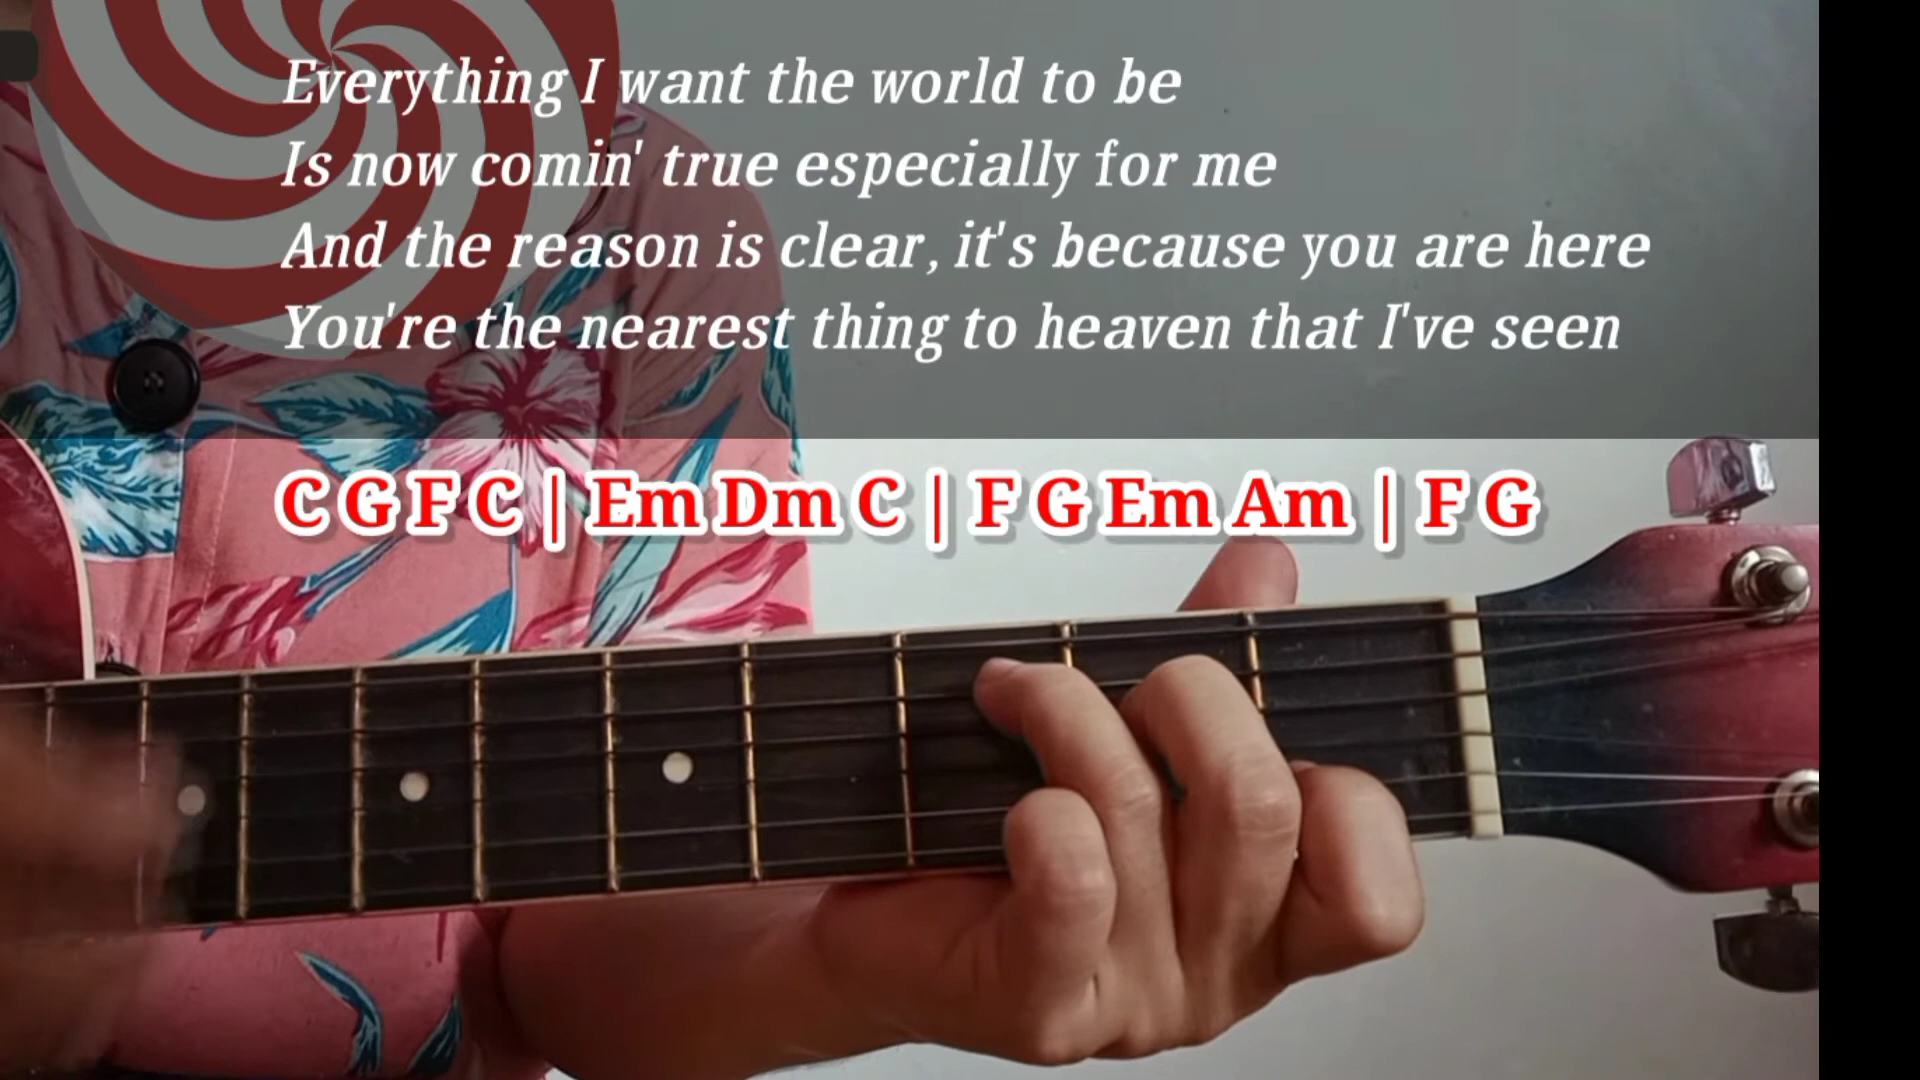 Everything I want the world to be
Is now comin' true especially for me
And the reason is clear, it's because you are here
You're the nearest thing to heaven that I've seen
C G F C | Em Dm C | F G Em Am | F G